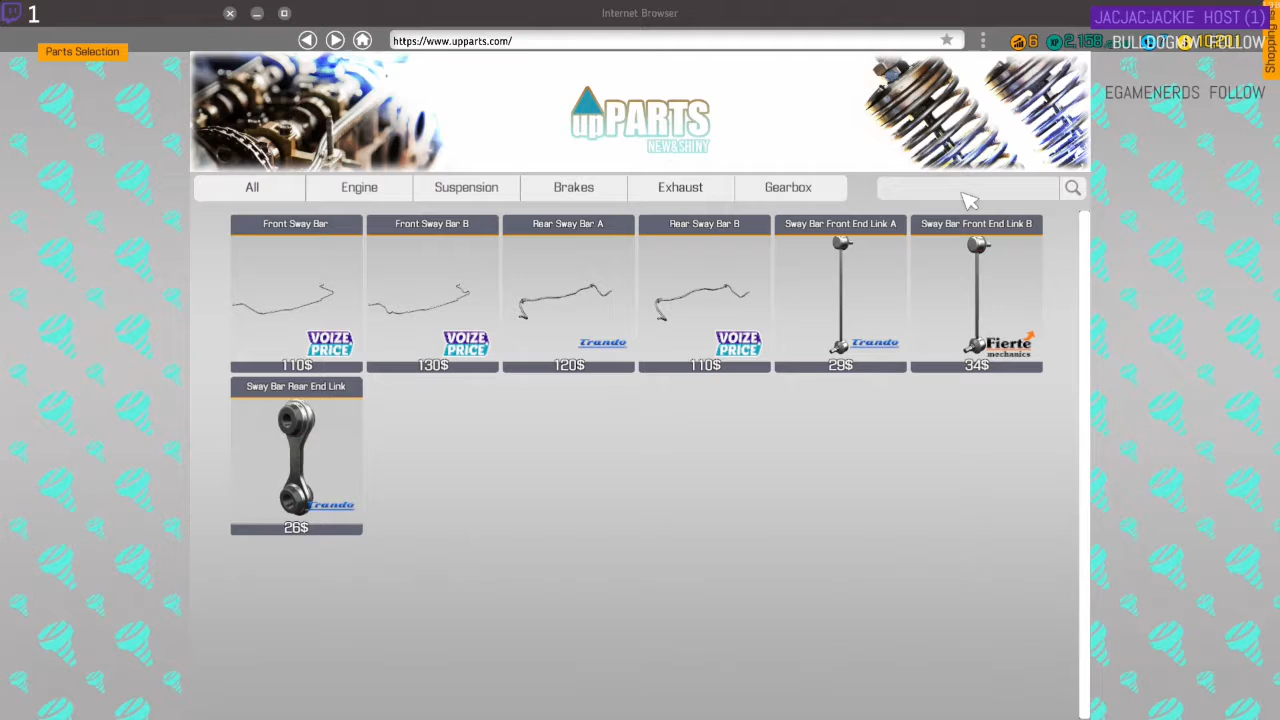 1
Internet Browser
JACJACJACKIE HOST (1)
https://www.upparts.com/
6
XP
Parts Selection
EGAMENERDS FOLLOW
upPARTS
NEW&SHINY
All
Engine
Suspension
Brakes
Exhaust
Gearbox
Front Sway Bar
Front Sway Bar B
Rear Sway Bar A
Rear Sway Bar B
Sway Bar Front End Link A
Sway Bar Front End Link B
VOIZE PRICE
VOIZE PRICE
Trando
VOIZE PRICE
Trando
Fierté mechanics
110$
130$
120$
110$
29$
34$
Sway Bar Rear End Link
Trando
26$